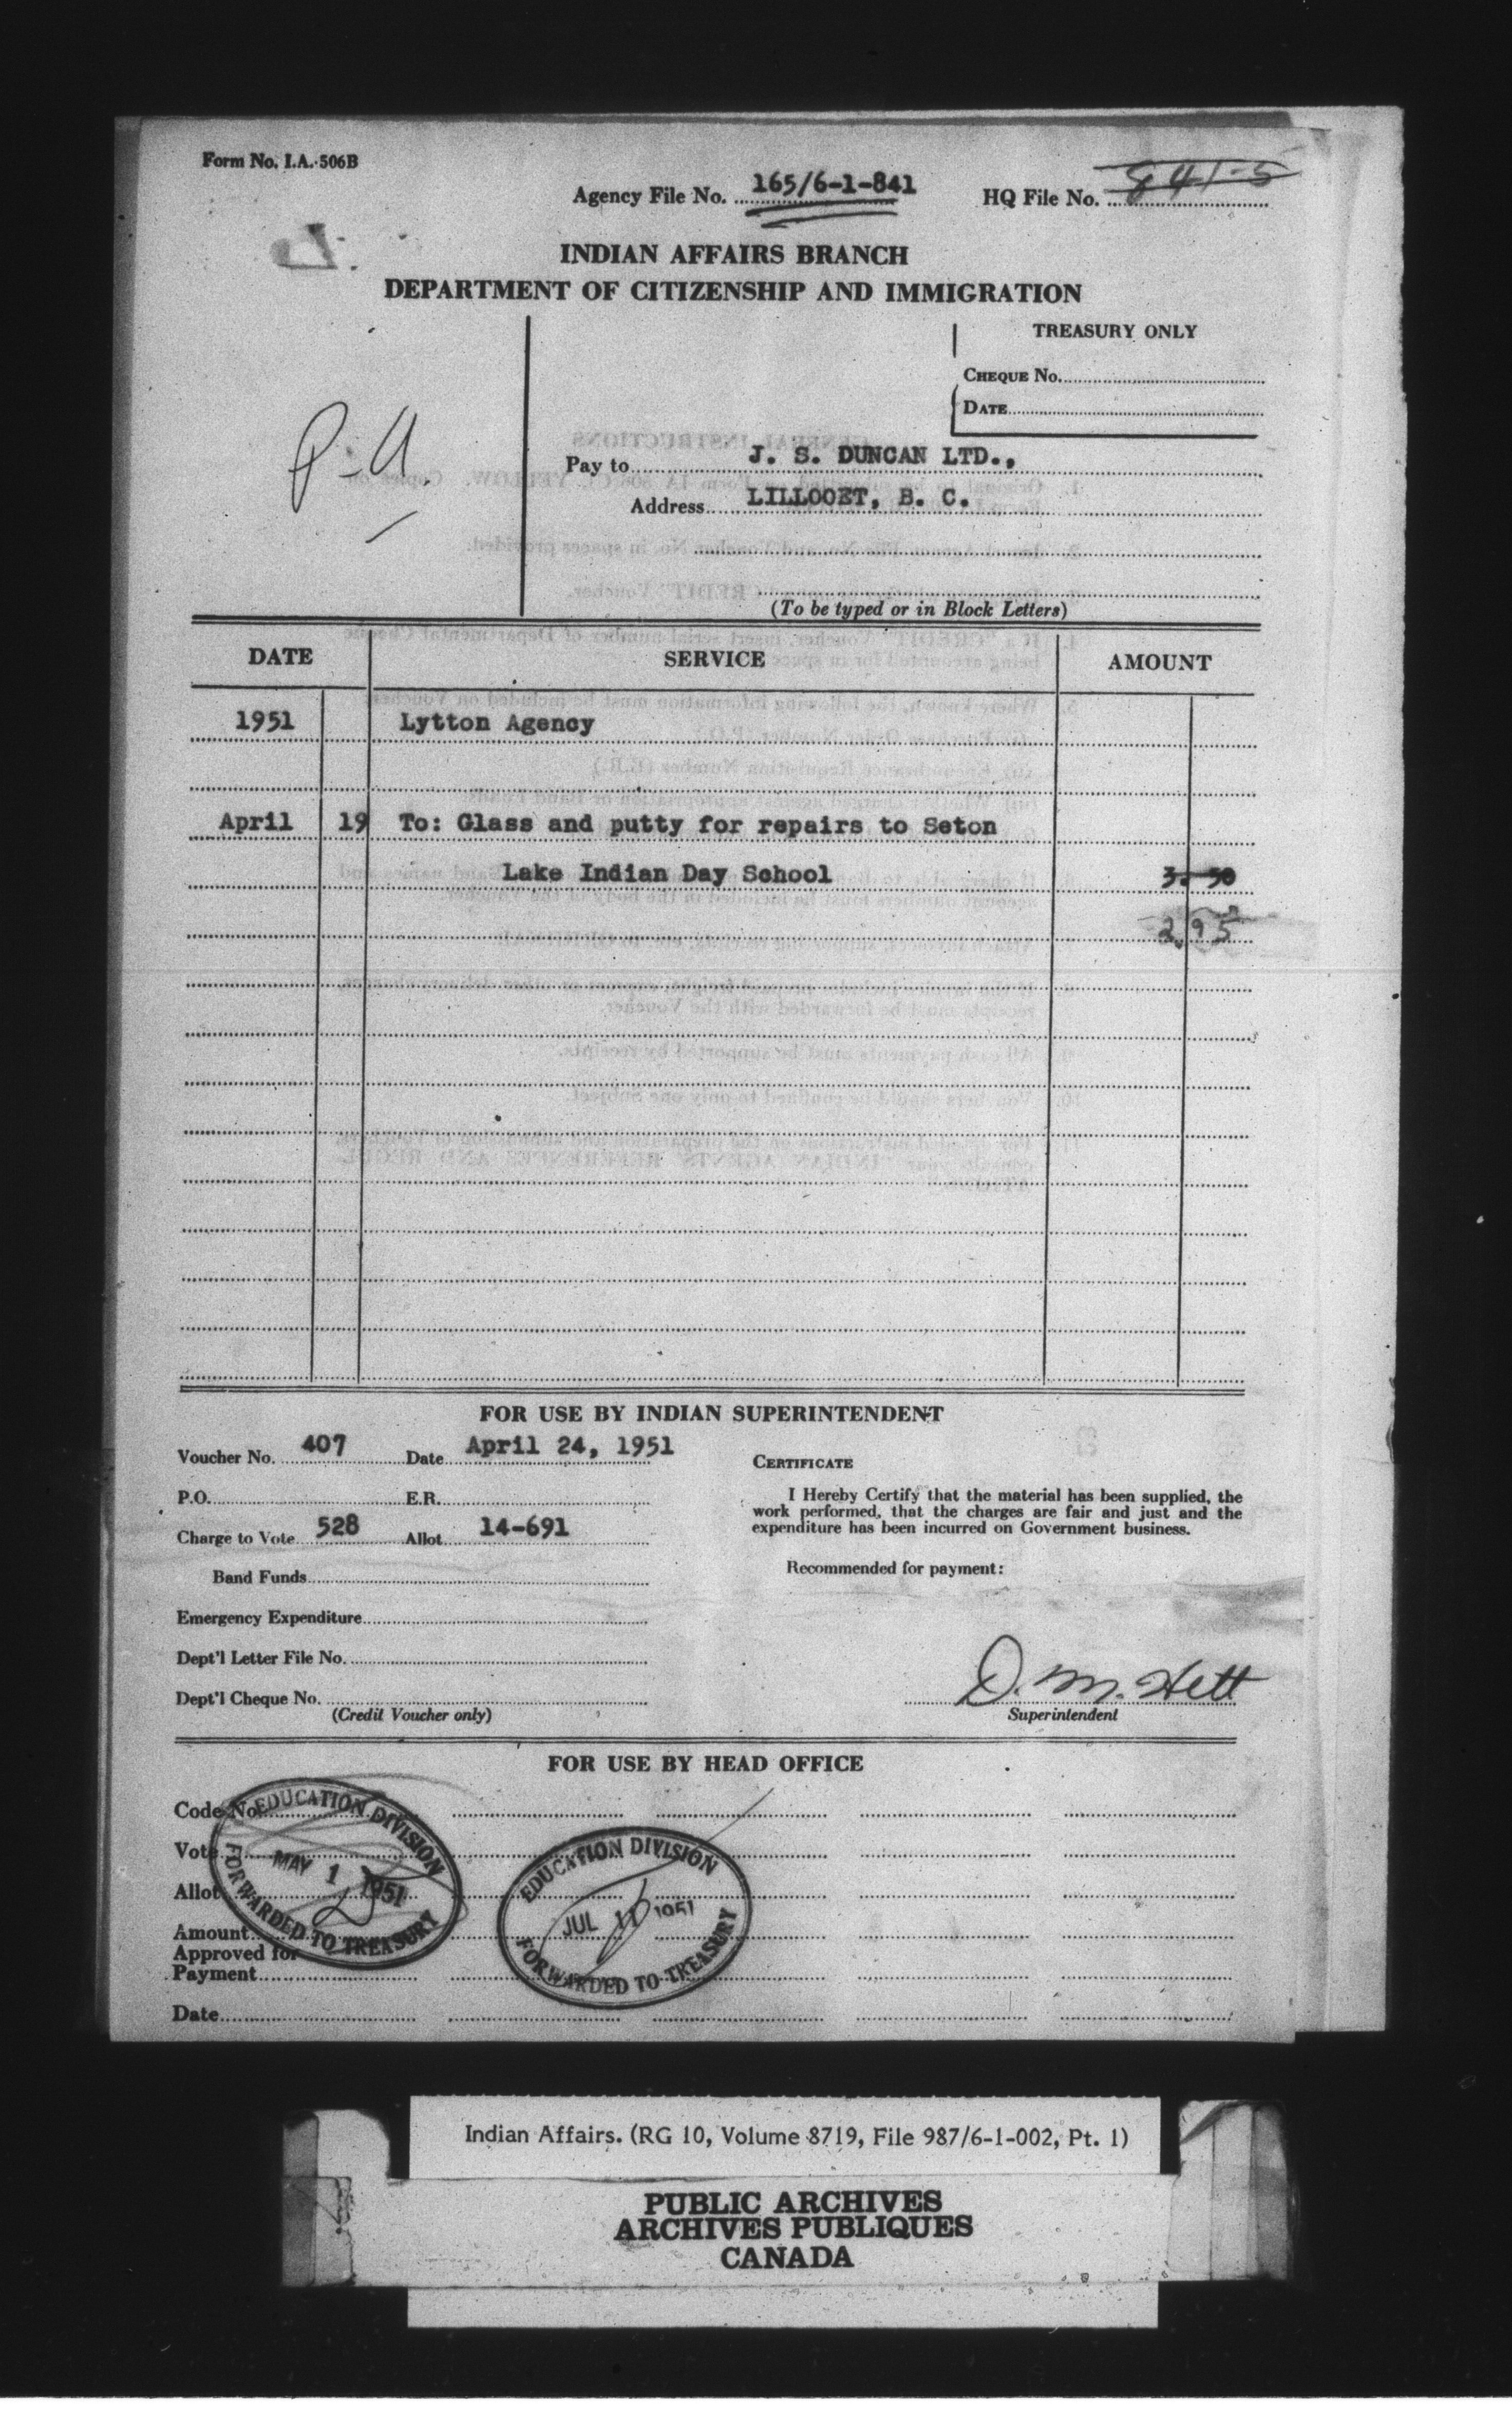 Form No. I.A. 506B
Agency File No. 165/6-1-841 HQ File No. 841-5
INDIAN AFFAIRS BRANCH
DEPARTMENT OF CITIZENSHIP AND IMMIGRATION
TREASURY ONLY
CHEQUE No.
DATE
P.A.
Pay to J. S. DUNCAN LTD.,
Address LILLOOET, B. C.
(To be typed or in Block Letters)
DATE SERVICE AMOUNT
1951 Lytton Agency
April 19 To: Glass and putty for repairs to Seton
Lake Indian Day School 3. 50
2.95
FOR USE BY INDIAN SUPERINTENDENT
Voucher No. 407 Date April 24, 1951
CERTIFICATE
P.O. E.R.
I Hereby Certify that the material has been supplied, the
work performed, that the charges are fair and just and the
expenditure has been incurred on Government business.
Charge to Vote 528 Allot. 14-691
Recommended for payment:
Band Funds
Emergency Expenditure
Dept'l Letter File No.
Dept'l Cheque No.
(Credit Voucher only)
D. M. Hett
Superintendent
FOR USE BY HEAD OFFICE
Code No.
Vote
Allot.
Amount
Approved for
Payment
Date
EDUCATION DIVISION
MAY 1 1951
FORWARDED TO TREASURY
EDUCATION DIVISION
JUL 11 1951
FORWARDED TO TREASURY
Indian Affairs. (RG 10, Volume 8719, File 987/6-1-002, Pt. 1)
PUBLIC ARCHIVES
ARCHIVES PUBLIQUES
CANADA